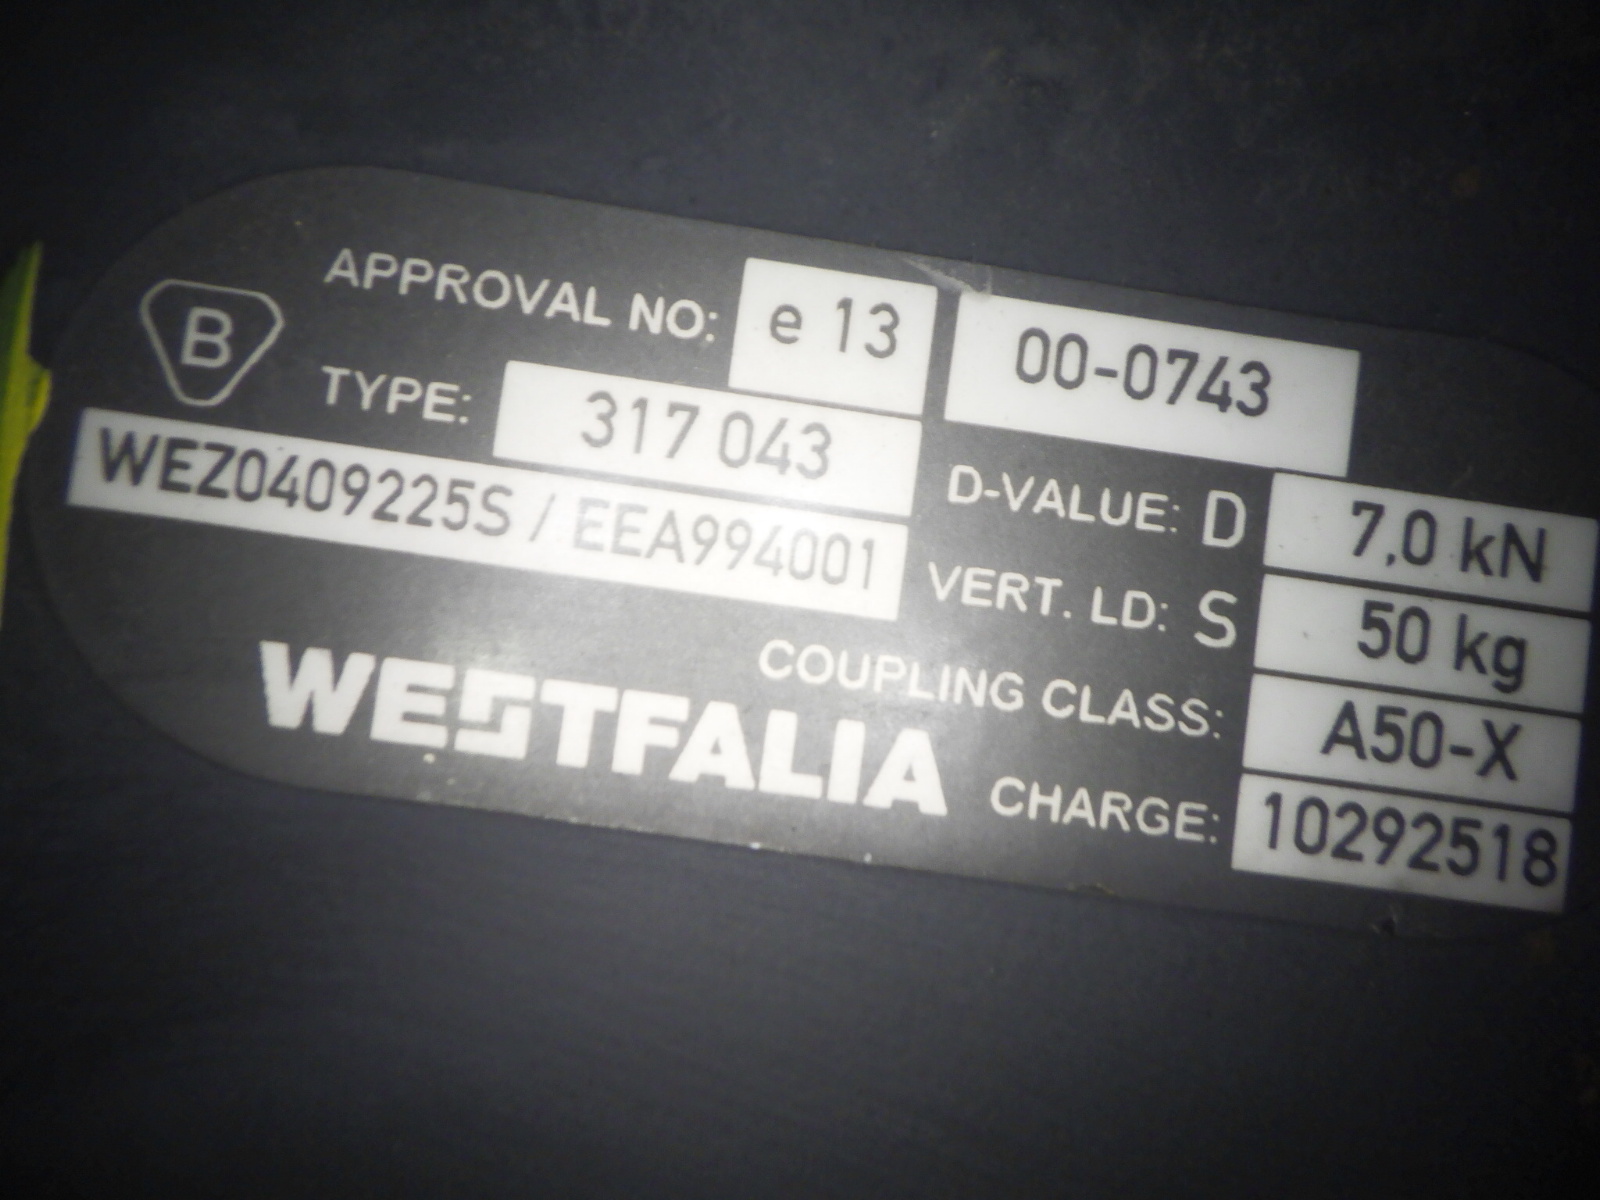 B
APPROVAL NO: e 13 00-0743
TYPE: 317 043
WEZ0409225S / EEA994001
D-VALUE: D 7,0 kN
VERT. LD: S 50 kg
COUPLING CLASS: A50-X
WESTFALIA
CHARGE: 10292518